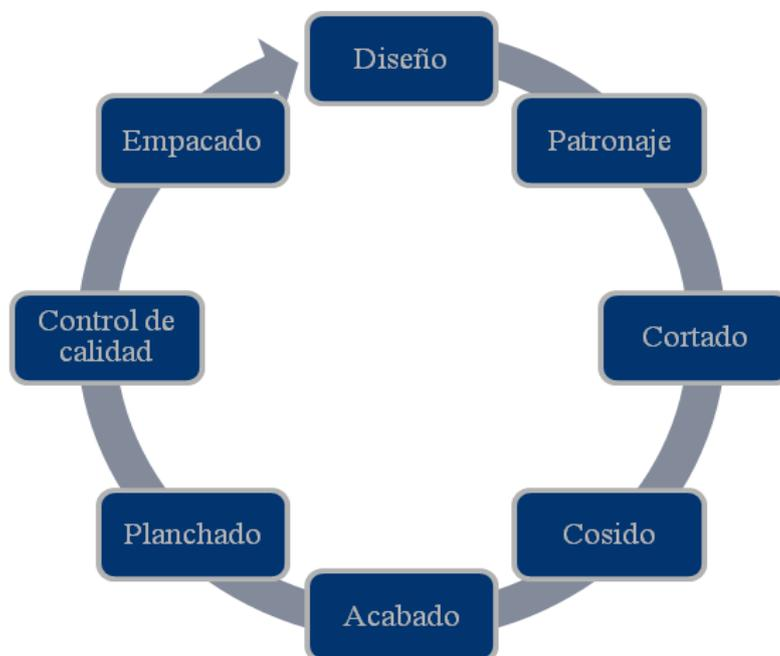 Diseño
Patronaje
Cortado
Cosido
Acabado
Planchado
Control de
calidad
Empacado